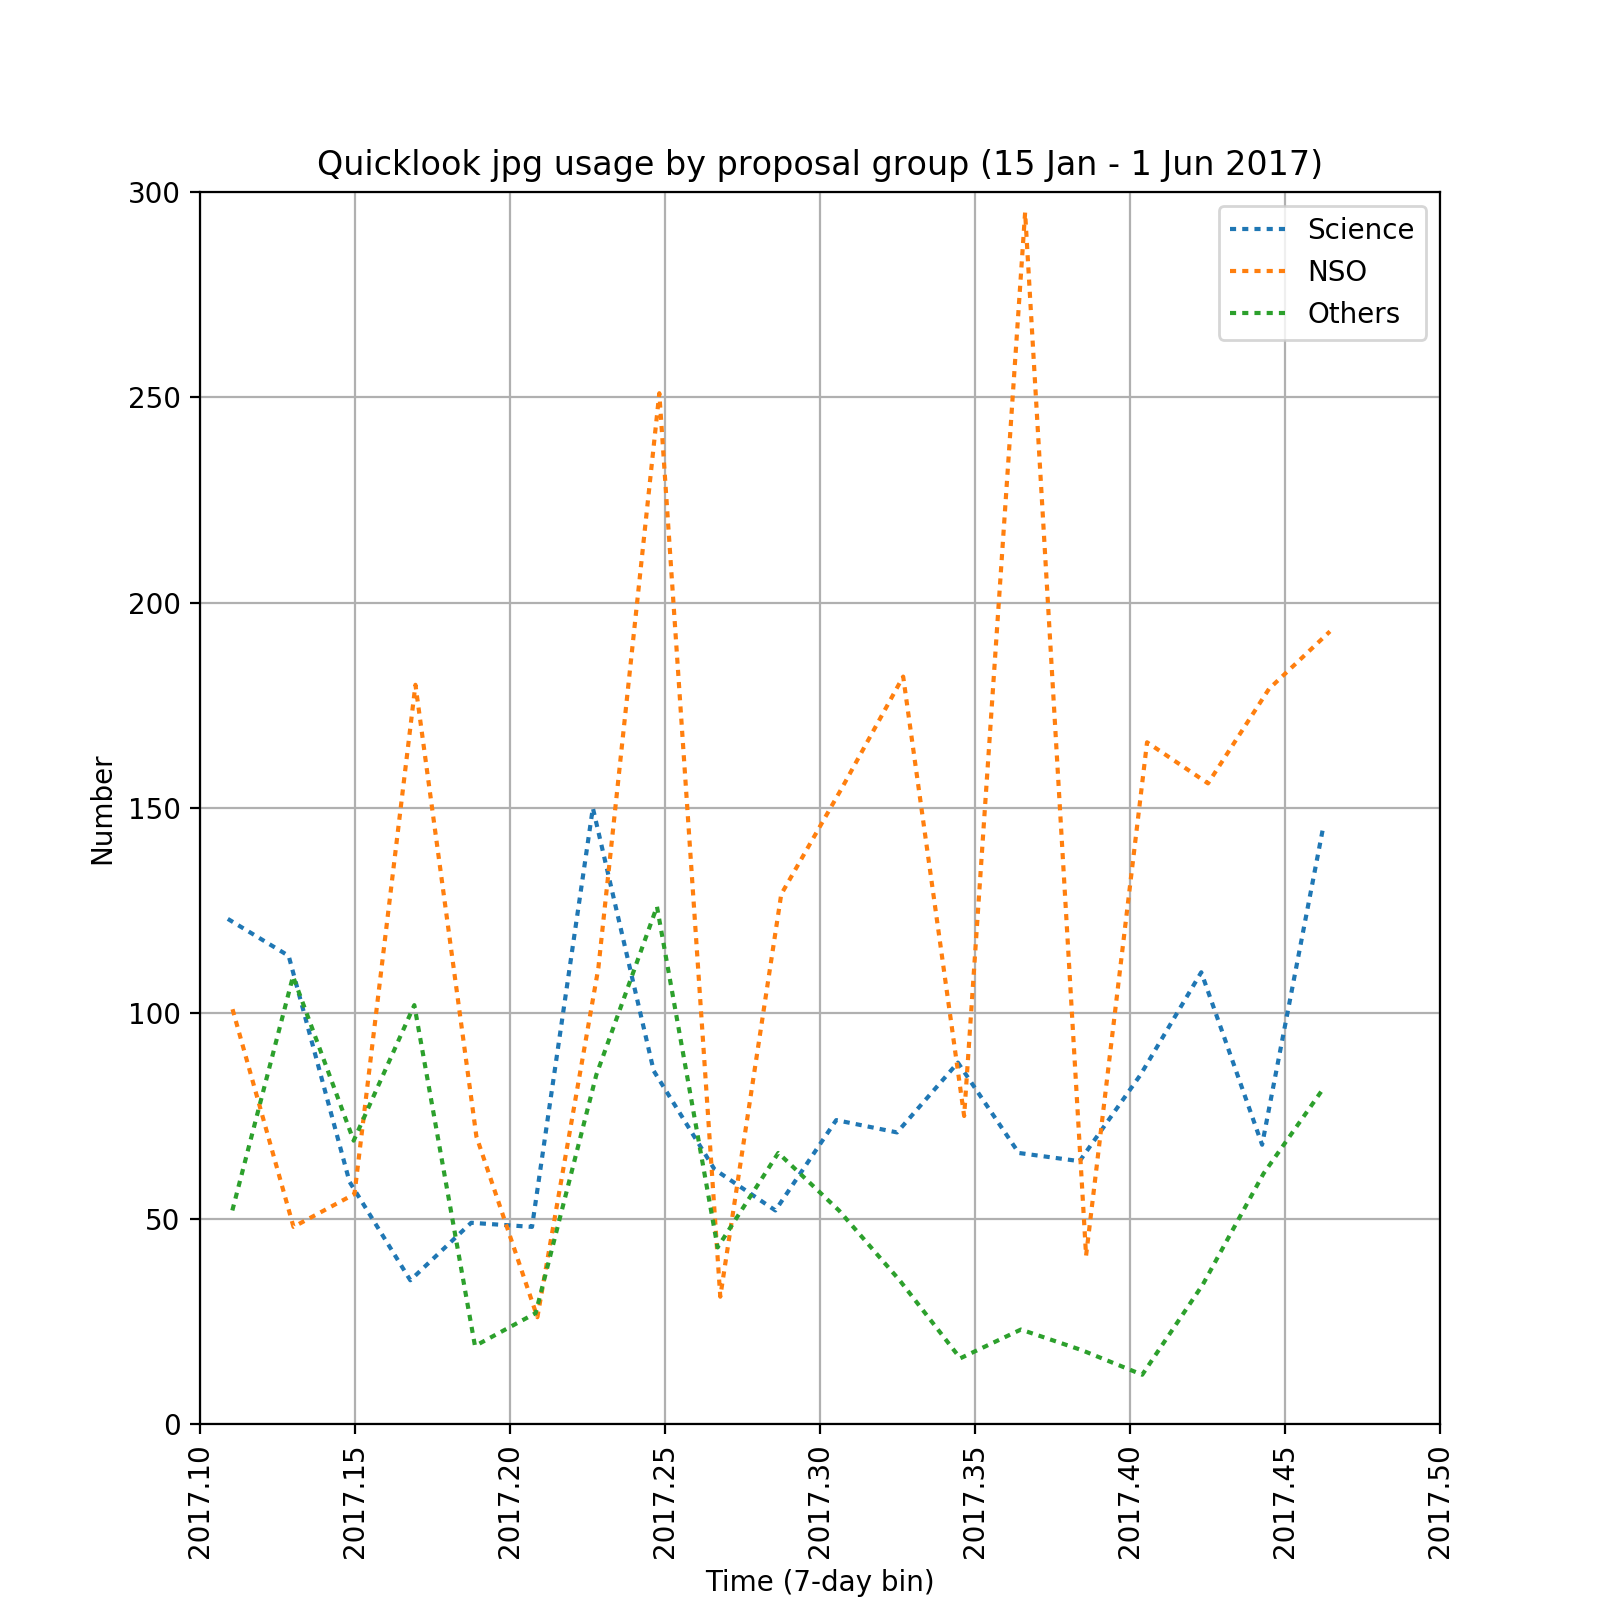 Quicklook jpg usage by proposal group (15 Jan - 1 Jun 2017)
300
250
200
150
100
50
0
Number
Science
NSO
Others
2017.10
2017.15
2017.20
2017.25
2017.30
2017.35
2017.40
2017.45
2017.50
Time (7-day bin)